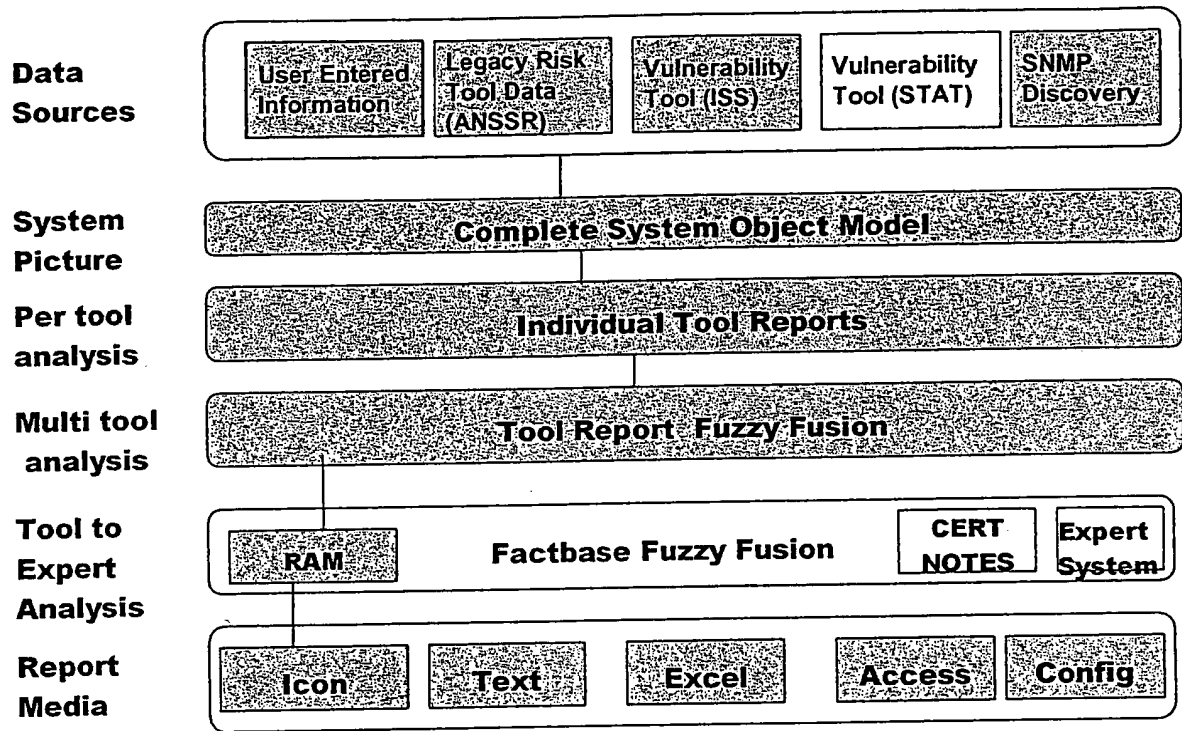 Data
Sources
User Entered
Information
Legacy Risk
Tool Data
(ANSSR)
Vulnerability
Tool (ISS)
Vulnerability
Tool (STAT)
SNMP
Discovery
System
Picture
Complete System Object Model
Per tool
analysis
Individual Tool Reports
Multi tool
analysis
Tool Report Fuzzy Fusion
Tool to
Expert
Analysis
RAM
Factbase Fuzzy Fusion
CERT
NOTES
Expert
System
Report
Media
Icon
Text
Excel
Access
Config